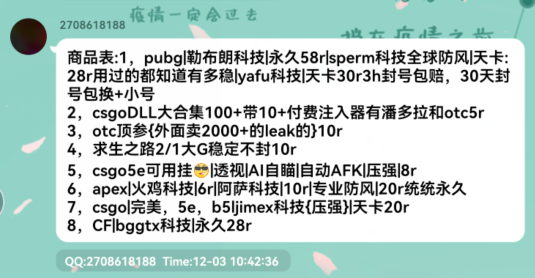 疫情一定会过去
2708618188
商品表:1，pubg|勒布朗科技|永久58r|sperm科技全球防风|天卡:
28r用过的都知道有多稳|yafu科技|天卡30r3h封号包赔，30天封
号包换+小号
2，csgoDLL大合集100+带10+付费注入器有潘多拉和otc5r
3，otc顶参{外面卖2000+的leak的}10r
4，求生之路2/1大G稳定不封10r
5，csgo5e可用挂😎|透视|AI自瞄|自动AFK|压强|8r
6，apex|火鸡科技|6r|阿萨科技|10r|专业防风|20r统统永久
7，csgo|完美，5e，b5|jimex科技{压强}|天卡20r
8，CF|bggtx科技|永久28r
QQ:2708618188 Time:12-03 10:42:36